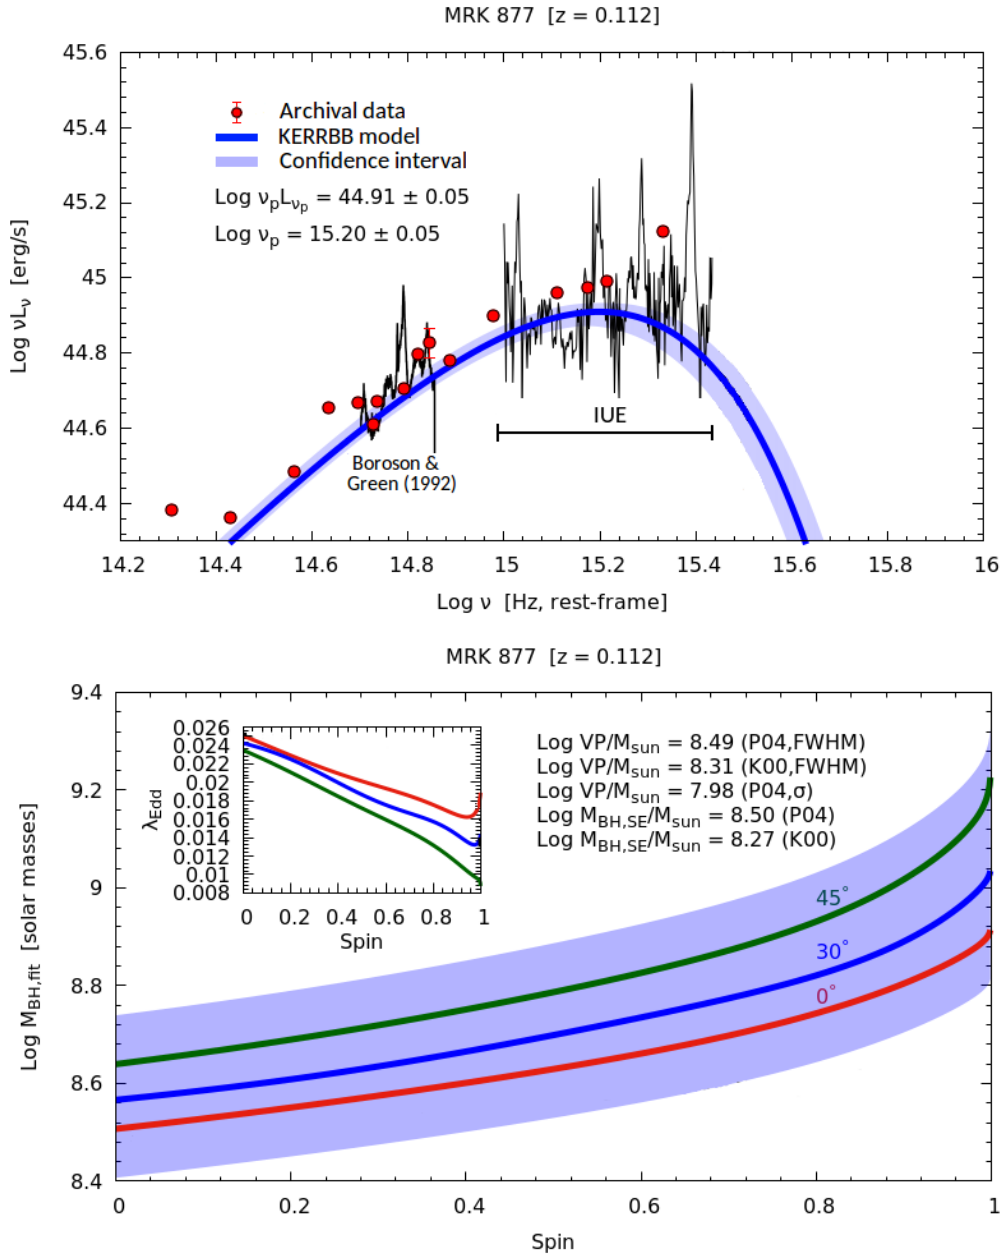 MRK 877 [z = 0.112]
45.6
45.4
45.2
45
44.8
44.6
44.4
Log νL_ν [erg/s]
Archival data
KERRBB model
Confidence interval
Log ν_pL_ν_p = 44.91 ± 0.05
Log ν_p = 15.20 ± 0.05
IUE
Boroson &
Green (1992)
14.2 14.4 14.6 14.8 15 15.2 15.4 15.6 15.8 16
Log ν [Hz, rest-frame]
MRK 877 [z = 0.112]
9.4
9.2
9
8.8
8.6
8.4
Log M_BH,fit [solar masses]
0.026
0.024
0.022
0.02
0.018
0.016
0.014
0.012
0.01
0.008
λ_Edd
0 0.2 0.4 0.6 0.8 1
Spin
Log VP/M_sun = 8.49 (P04,FWHM)
Log VP/M_sun = 8.31 (K00,FWHM)
Log VP/M_sun = 7.98 (P04,σ)
Log M_BH,SE/M_sun = 8.50 (P04)
Log M_BH,SE/M_sun = 8.27 (K00)
45°
30°
0°
0 0.2 0.4 0.6 0.8 1
Spin